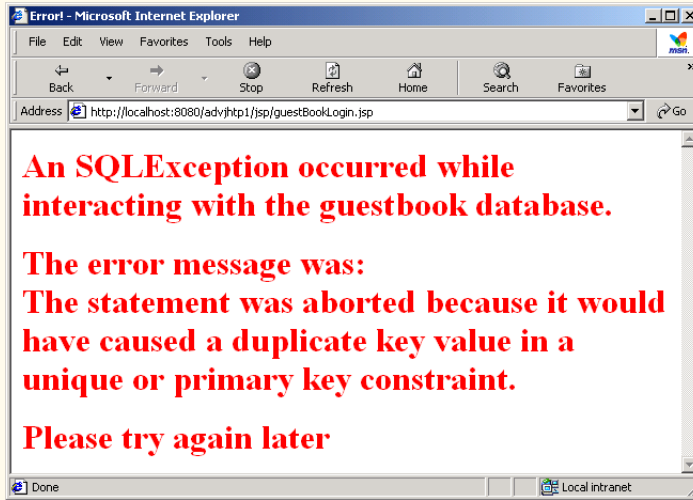 Error! - Microsoft Internet Explorer
File Edit View Favorites Tools Help
msn.
Back Forward Stop Refresh Home Search Favorites »
Address http://localhost:8080/advjhtp1/jsp/guestBookLogin.jsp Go
An SQLException occurred while
interacting with the guestbook database.
The error message was:
The statement was aborted because it would
have caused a duplicate key value in a
unique or primary key constraint.
Please try again later
Done Local intranet